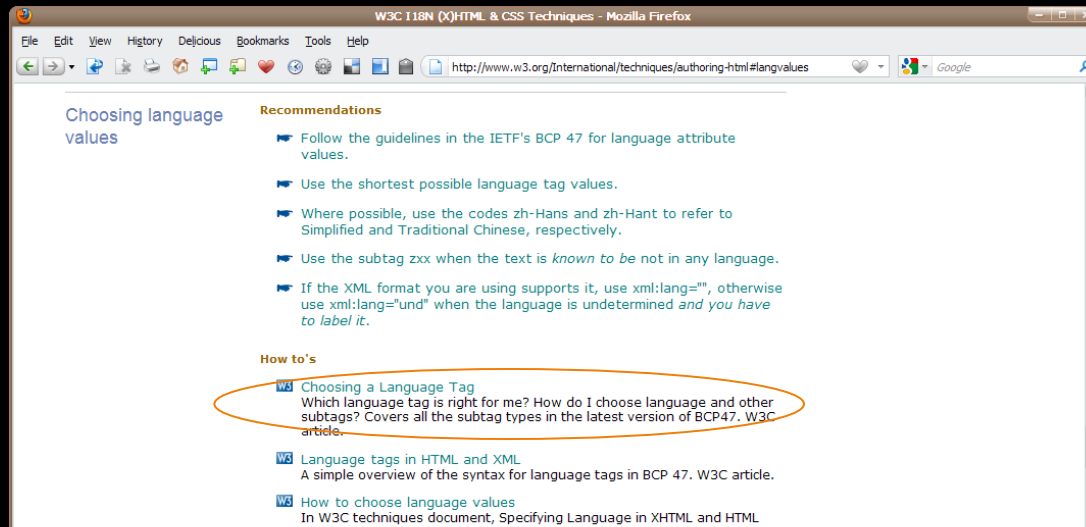 W3C I18N (X)HTML & CSS Techniques - Mozilla Firefox
File Edit View History Delicious Bookmarks Tools Help
http://www.w3.org/International/techniques/authoring-html#langvalues
Google
Choosing language
values
Recommendations
Follow the guidelines in the IETF's BCP 47 for language attribute
values.
Use the shortest possible language tag values.
Where possible, use the codes zh-Hans and zh-Hant to refer to
Simplified and Traditional Chinese, respectively.
Use the subtag zxx when the text is known to be not in any language.
If the XML format you are using supports it, use xml:lang="", otherwise
use xml:lang="und" when the language is undetermined and you have
to label it.
How to's
W3 Choosing a Language Tag
Which language tag is right for me? How do I choose language and other
subtags? Covers all the subtag types in the latest version of BCP47. W3C
article.
W3 Language tags in HTML and XML
A simple overview of the syntax for language tags in BCP 47. W3C article.
W3 How to choose language values
In W3C techniques document, Specifying Language in XHTML and HTML